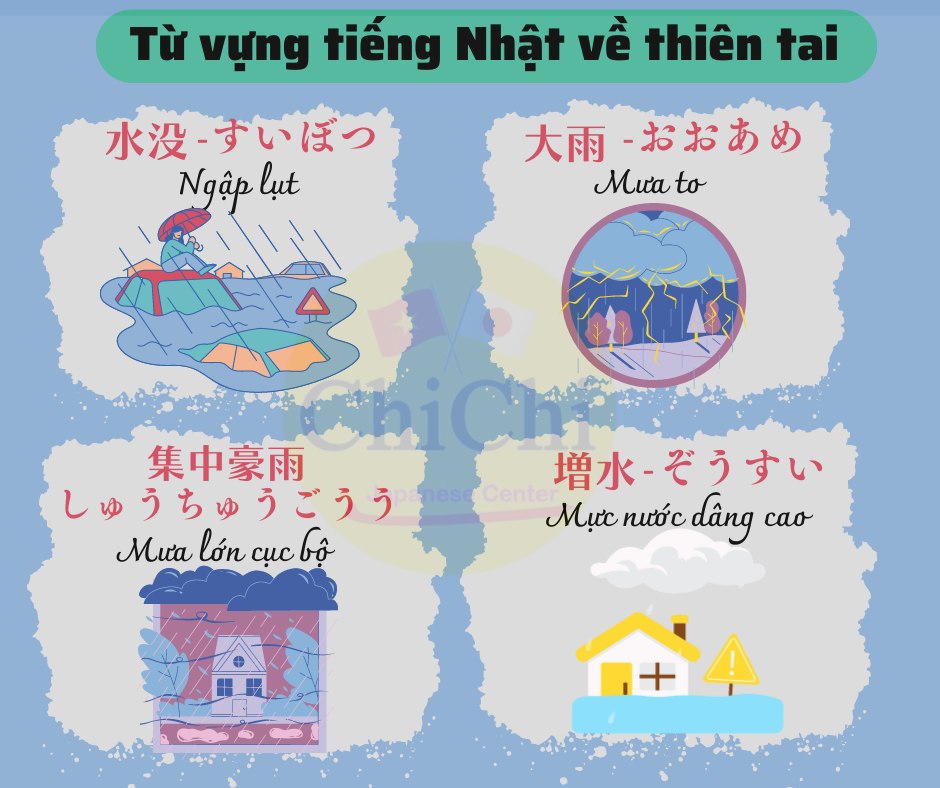 Từ vựng tiếng Nhật về thiên tai
水没 -すいぼつ
Ngập lụt
大雨 -おおあめ
Mưa to
ChiChi
Japanese Center
集中豪雨
しゅうちゅうごうう
Mưa lớn cục bộ
増水-ぞうすい
Mực nước dâng cao